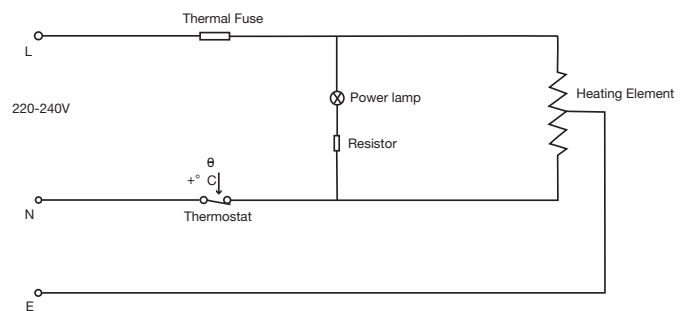 Thermal Fuse
L
Power lamp
Heating Element
220-240V
Resistor
θ
+° C
N
Thermostat
E